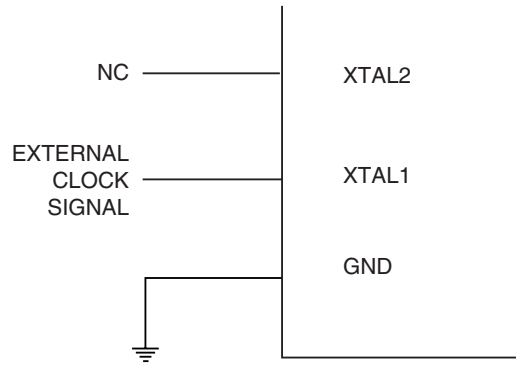 NC
XTAL2
EXTERNAL
CLOCK
SIGNAL
XTAL1
GND